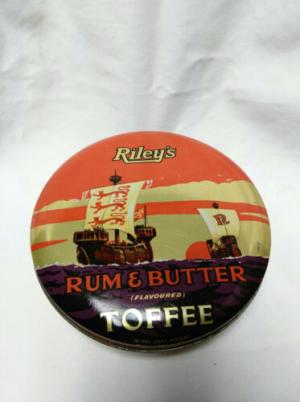 Riley's
R
RUM & BUTTER
(FLAVOURED)
TOFFEE